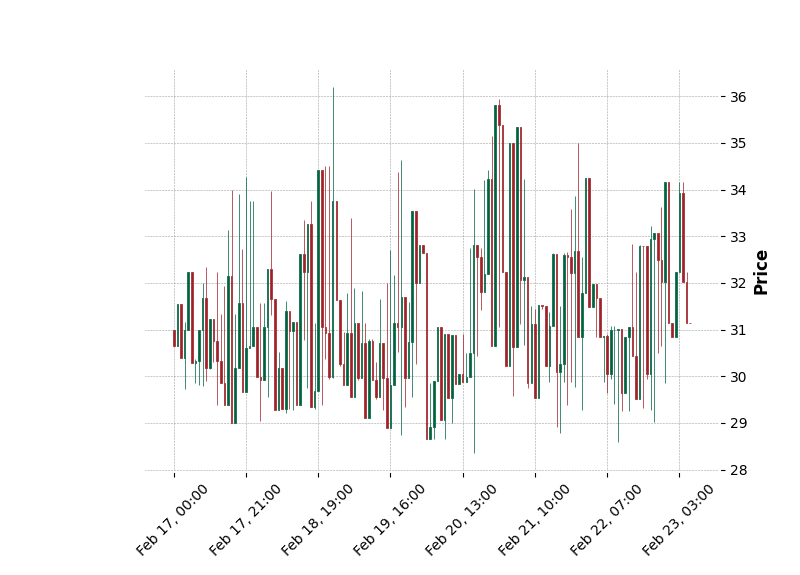 36
35
34
33
32
31
30
29
28
Price
Feb 17, 00:00
Feb 17, 21:00
Feb 18, 19:00
Feb 19, 16:00
Feb 20, 13:00
Feb 21, 10:00
Feb 22, 07:00
Feb 23, 03:00